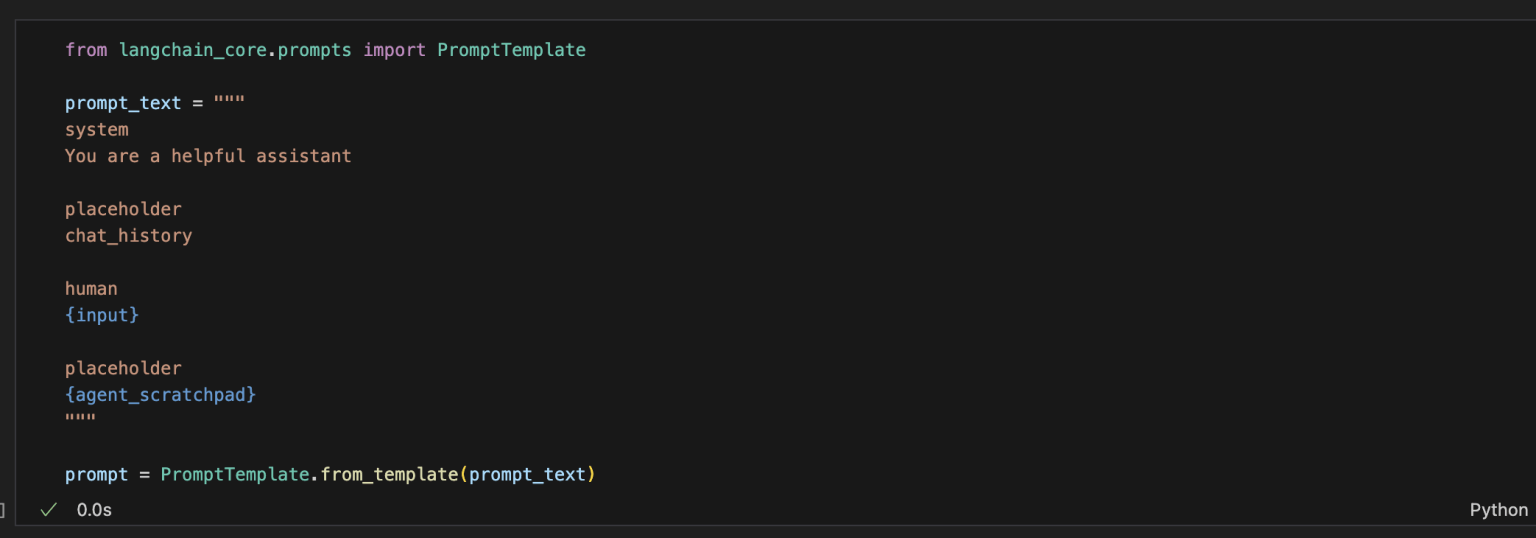 from langchain_core.prompts import PromptTemplate
prompt_text = """
system
You are a helpful assistant
placeholder
chat_history
human
{input}
placeholder
{agent_scratchpad}
"""
prompt = PromptTemplate.from_template(prompt_text)
] ✓ 0.0s Python